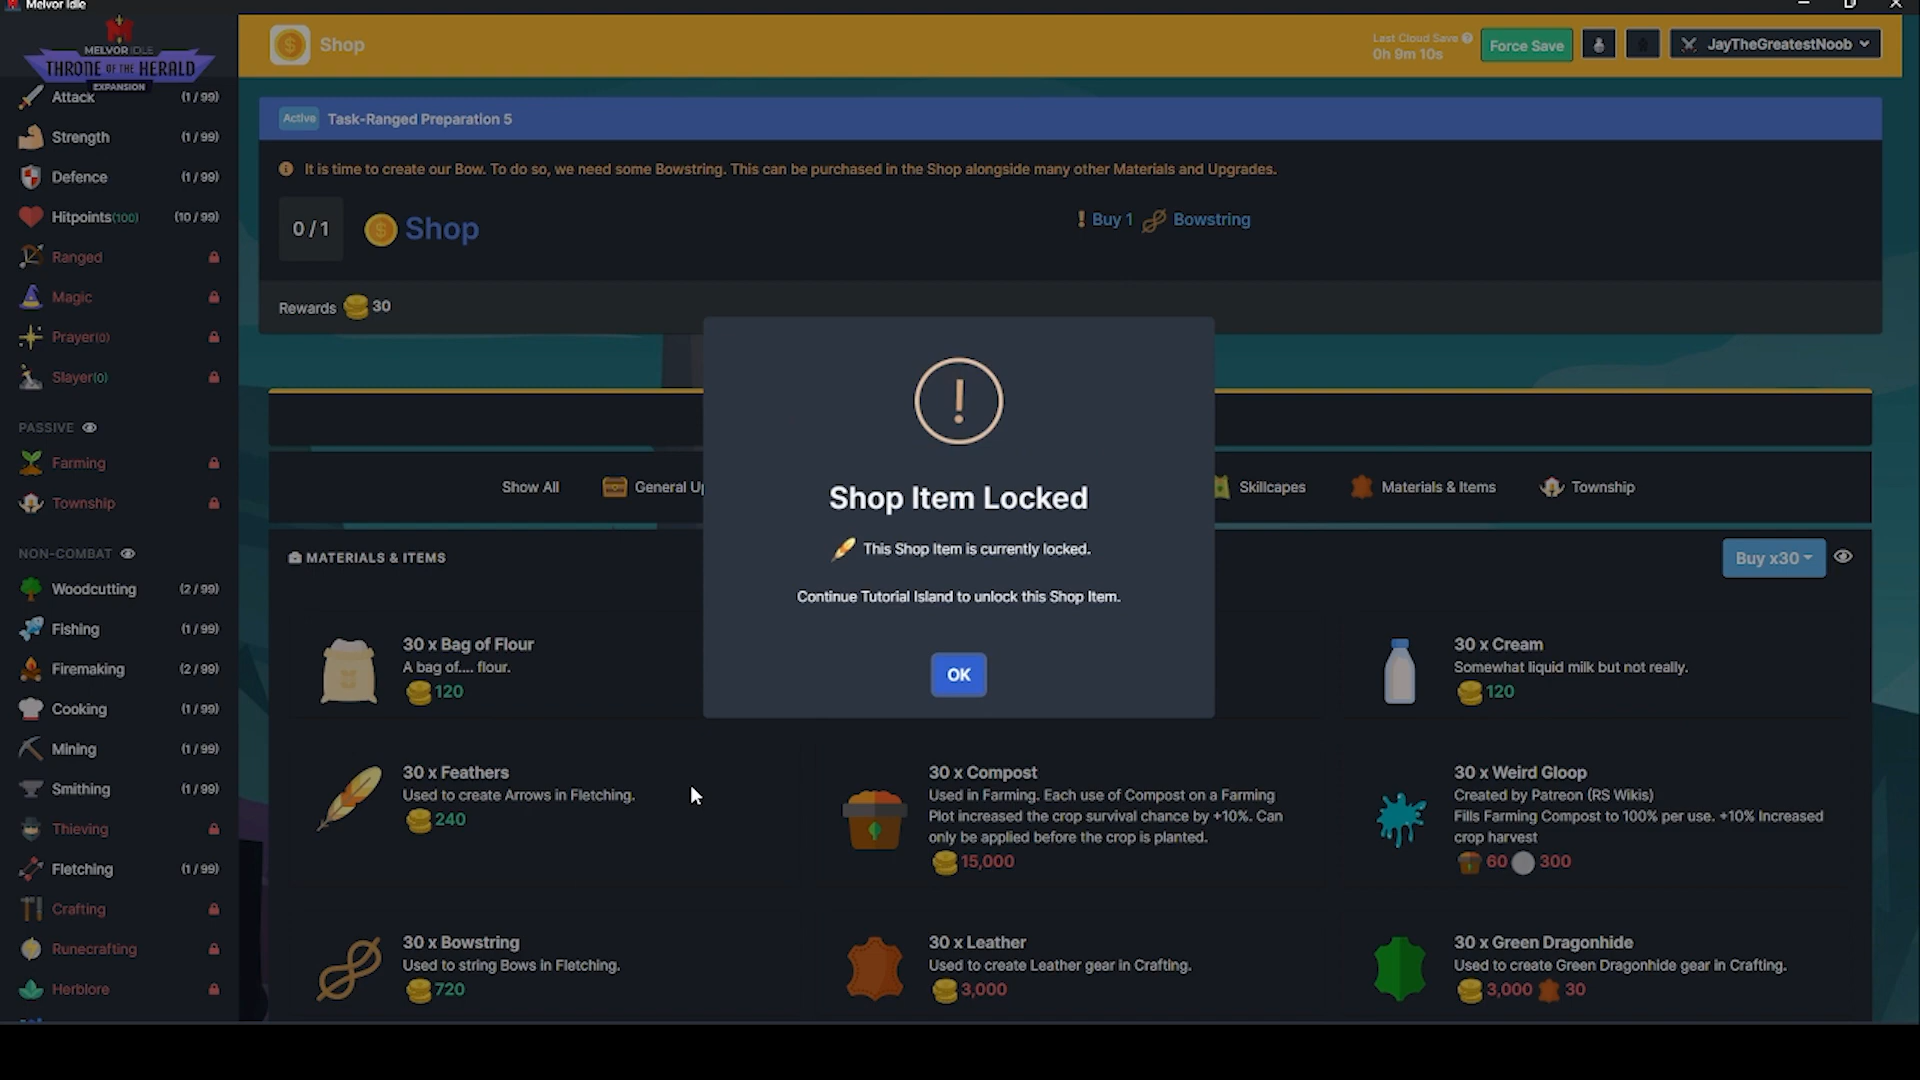 Melvor Idle
MELVOR IDLE
THRONE OF THE HERALD
EXPANSION
Shop
Last Cloud Save
0h 9m 10s
Force Save
JayTheGreatestNoob
Attack (1 / 99)
Strength (1 / 99)
Defence (1 / 99)
Hitpoints(100) (10 / 99)
Ranged
Magic
Prayer(0)
Slayer(0)
PASSIVE
Farming
Township
NON-COMBAT
Woodcutting (2 / 99)
Fishing (1 / 99)
Firemaking (2 / 99)
Cooking (1 / 99)
Mining (1 / 99)
Smithing (1 / 99)
Thieving
Fletching (1 / 99)
Crafting
Runecrafting
Herblore
Active Task-Ranged Preparation 5
It is time to create our Bow. To do so, we need some Bowstring. This can be purchased in the Shop alongside many other Materials and Upgrades.
0 / 1 Shop
! Buy 1 Bowstring
Rewards 30
Show All General Up Skillcapes Materials & Items Township
!
Shop Item Locked
This Shop Item is currently locked.
Continue Tutorial Island to unlock this Shop Item.
OK
MATERIALS & ITEMS
Buy x30
30 x Bag of Flour
A bag of.... flour.
120
30 x Cream
Somewhat liquid milk but not really.
120
30 x Feathers
Used to create Arrows in Fletching.
240
30 x Compost
Used in Farming. Each use of Compost on a Farming
Plot increased the crop survival chance by +10%. Can
only be applied before the crop is planted.
15,000
30 x Weird Gloop
Created by Patreon (RS Wikis)
Fills Farming Compost to 100% per use. +10% Increased
crop harvest
60 300
30 x Bowstring
Used to string Bows in Fletching.
720
30 x Leather
Used to create Leather gear in Crafting.
3,000
30 x Green Dragonhide
Used to create Green Dragonhide gear in Crafting.
3,000 30